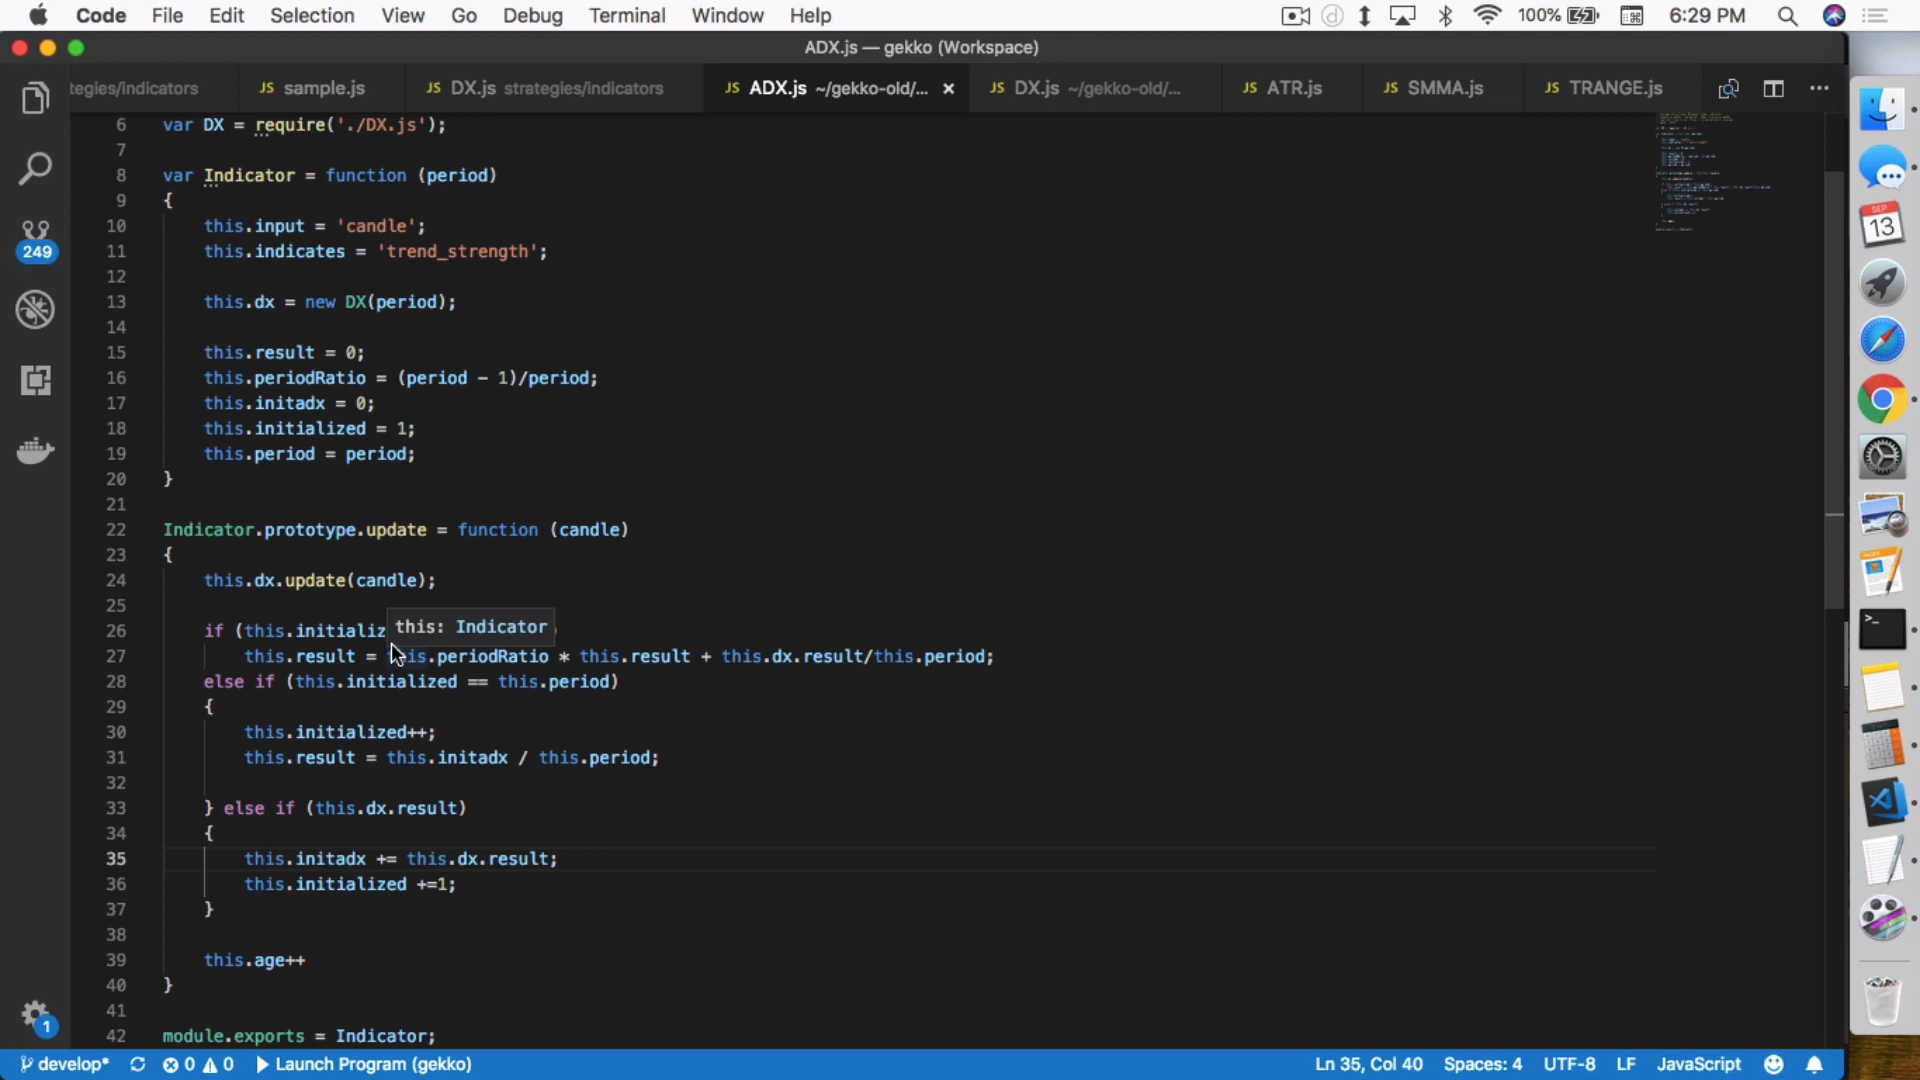 Code File Edit Selection View Go Debug Terminal Window Help 100% 6:29 PM
ADX.js — gekko (Workspace)
tegies/indicators JS sample.js JS DX.js strategies/indicators JS ADX.js ~/gekko-old/... JS DX.js ~/gekko-old/... JS ATR.js JS SMMA.js JS TRANGE.js
6 var DX = require('./DX.js');
7
8 var Indicator = function (period)
9 {
10 this.input = 'candle';
11 this.indicates = 'trend_strength';
12
13 this.dx = new DX(period);
14
15 this.result = 0;
16 this.periodRatio = (period - 1)/period;
17 this.initadx = 0;
18 this.initialized = 1;
19 this.period = period;
20 }
21
22 Indicator.prototype.update = function (candle)
23 {
24 this.dx.update(candle);
25
26 if (this.initializ
this: Indicator
27 this.result = this.periodRatio * this.result + this.dx.result/this.period;
28 else if (this.initialized == this.period)
29 {
30 this.initialized++;
31 this.result = this.initadx / this.period;
32
33 } else if (this.dx.result)
34 {
35 this.initadx += this.dx.result;
36 this.initialized +=1;
37 }
38
39 this.age++
40 }
41
42 module.exports = Indicator;
249
1
SEP
13
develop* 0 0 Launch Program (gekko) Ln 35, Col 40 Spaces: 4 UTF-8 LF JavaScript